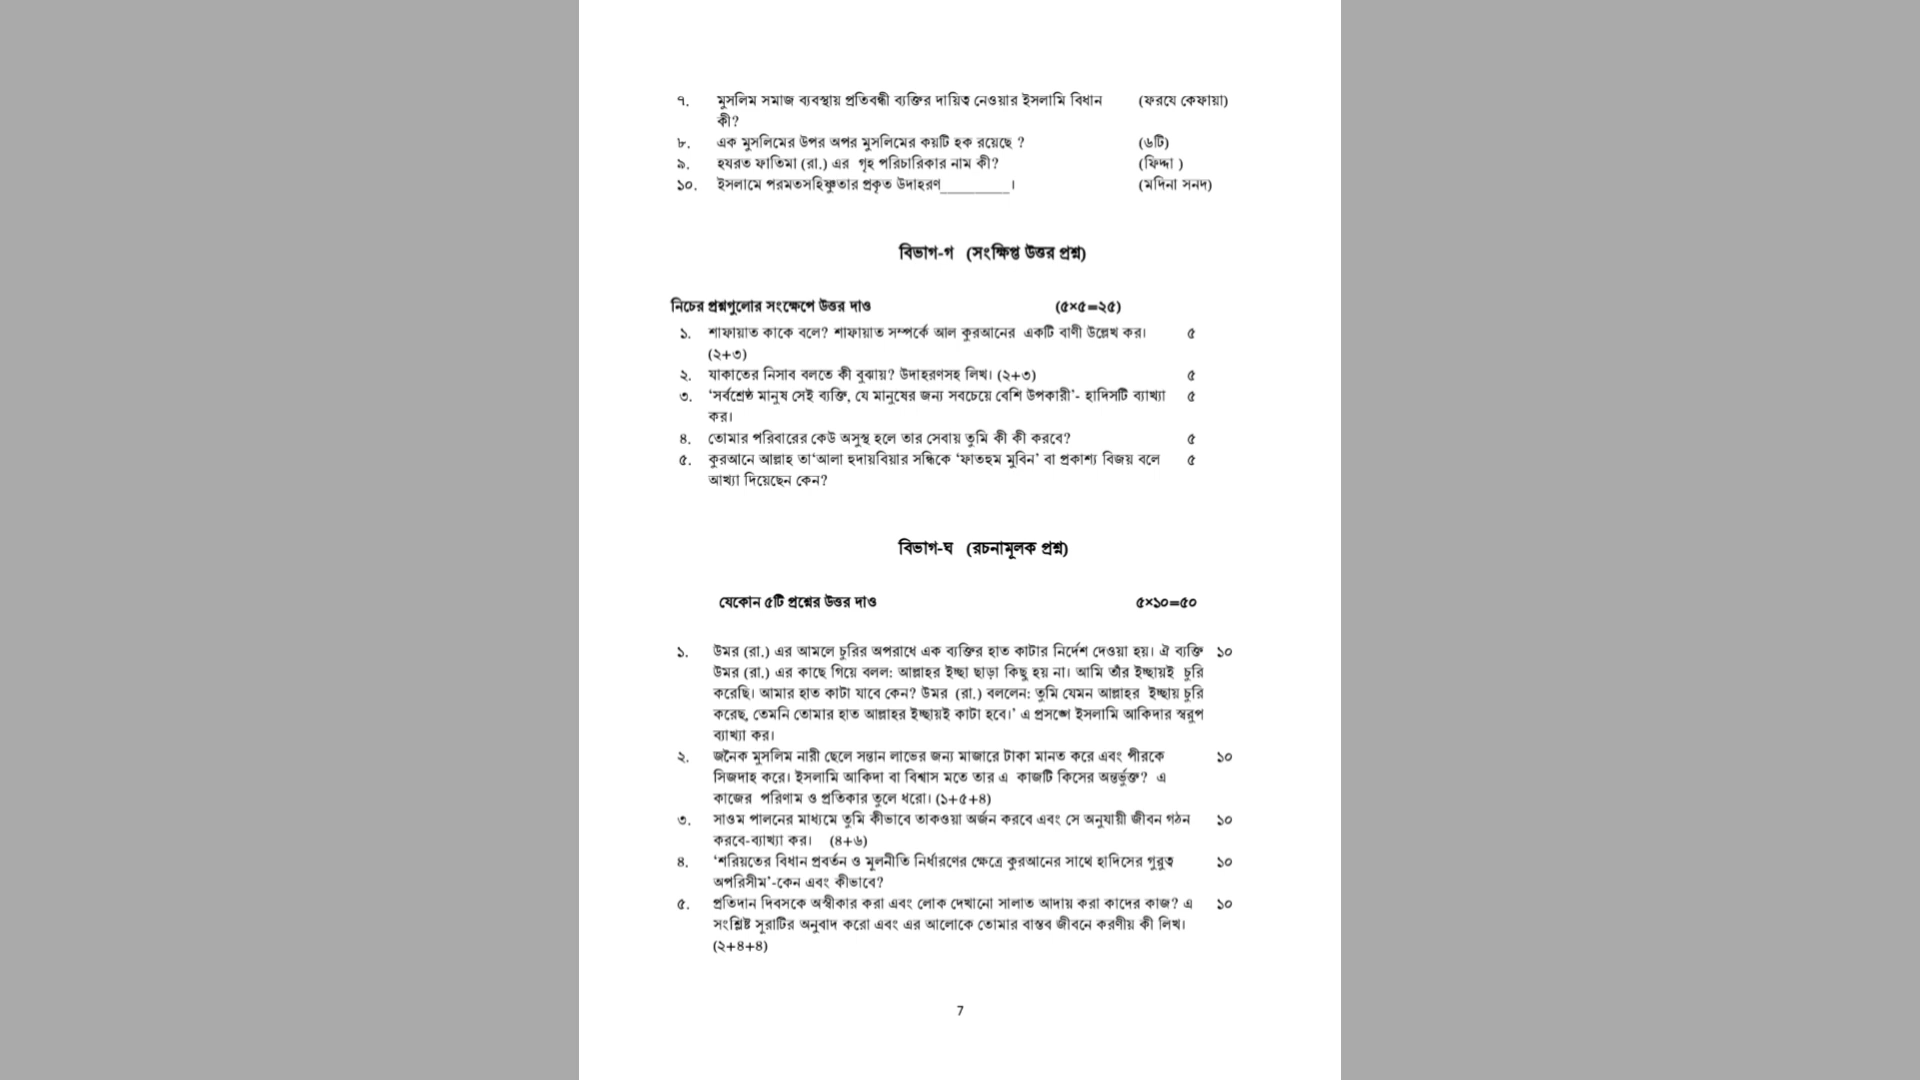 ৭. মুসলিম সমাজ ব্যবস্থায় প্রতিবন্ধী ব্যক্তির দায়িত্ব নেওয়ার ইসলামি বিধান (ফরযে কেফায়া)
কী?
৮. এক মুসলিমের উপর অপর মুসলিমের কয়টি হক রয়েছে ? (৬টি)
৯. হযরত ফাতিমা (রা.) এর গৃহ পরিচারিকার নাম কী? (ফিদ্দা )
১০. ইসলামে পরমতসহিষ্ণুতার প্রকৃত উদাহরণ_________। (মদিনা সনদ)
বিভাগ-গ (সংক্ষিপ্ত উত্তর প্রশ্ন)
নিচের প্রশ্নগুলোর সংক্ষেপে উত্তর দাও (৫×৫=২৫)
১. শাফায়াত কাকে বলে? শাফায়াত সম্পর্কে আল কুরআনের একটি বাণী উল্লেখ কর। ৫
(২+৩)
২. যাকাতের নিসাব বলতে কী বুঝায়? উদাহরণসহ লিখ। (২+৩) ৫
৩. ‘সর্বশ্রেষ্ঠ মানুষ সেই ব্যক্তি, যে মানুষের জন্য সবচেয়ে বেশি উপকারী’- হাদিসটি ব্যাখ্যা ৫
কর।
৪. তোমার পরিবারের কেউ অসুস্থ হলে তার সেবায় তুমি কী কী করবে? ৫
৫. কুরআনে আল্লাহ তা‘আলা হুদায়বিয়ার সন্ধিকে ‘ফাতহুম মুবিন’ বা প্রকাশ্য বিজয় বলে ৫
আখ্যা দিয়েছেন কেন?
বিভাগ-ঘ (রচনামূলক প্রশ্ন)
যেকোন ৫টি প্রশ্নের উত্তর দাও ৫×১০=৫০
১. উমর (রা.) এর আমলে চুরির অপরাধে এক ব্যক্তির হাত কাটার নির্দেশ দেওয়া হয়। ঐ ব্যক্তি ১০
উমর (রা.) এর কাছে গিয়ে বলল: আল্লাহর ইচ্ছা ছাড়া কিছু হয় না। আমি তাঁর ইচ্ছায়ই চুরি
করেছি। আমার হাত কাটা যাবে কেন? উমর (রা.) বললেন: তুমি যেমন আল্লাহর ইচ্ছায় চুরি
করেছ, তেমনি তোমার হাত আল্লাহর ইচ্ছায়ই কাটা হবে।’ এ প্রসঙ্গে ইসলামি আকিদার স্বরুপ
ব্যাখ্যা কর।
২. জনৈক মুসলিম নারী ছেলে সন্তান লাভের জন্য মাজারে টাকা মানত করে এবং পীরকে ১০
সিজদাহ করে। ইসলামি আকিদা বা বিশ্বাস মতে তার এ কাজটি কিসের অন্তর্ভুক্ত? এ
কাজের পরিণাম ও প্রতিকার তুলে ধরো। (১+৫+৪)
৩. সাওম পালনের মাধ্যমে তুমি কীভাবে তাকওয়া অর্জন করবে এবং সে অনুযায়ী জীবন গঠন ১০
করবে-ব্যাখ্যা কর। (৪+৬)
৪. ‘শরিয়তের বিধান প্রবর্তন ও মূলনীতি নির্ধারণের ক্ষেত্রে কুরআনের সাথে হাদিসের গুরুত্ব ১০
অপরিসীম’-কেন এবং কীভাবে?
৫. প্রতিদান দিবসকে অস্বীকার করা এবং লোক দেখানো সালাত আদায় করা কাদের কাজ? এ ১০
সংশ্লিষ্ট সূরাটির অনুবাদ করো এবং এর আলোকে তোমার বাস্তব জীবনে করণীয় কী লিখ।
(২+৪+৪)
7